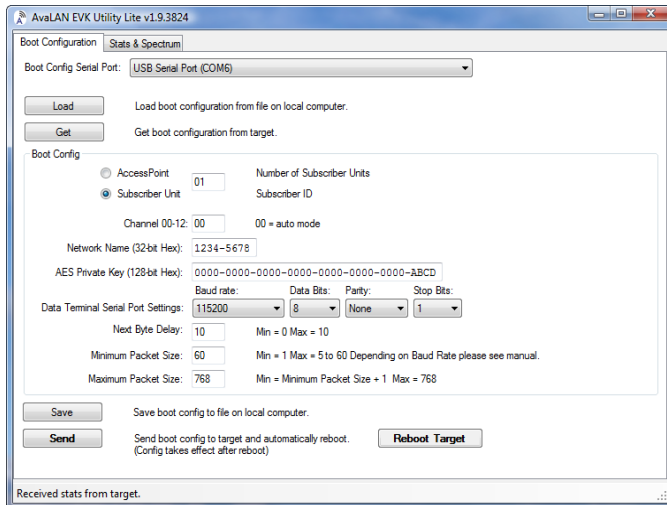 AvaLAN EVK Utility Lite v1.9.3824
Boot Configuration Stats & Spectrum
Boot Config Serial Port: USB Serial Port (COM6)
Load Load boot configuration from file on local computer.
Get Get boot configuration from target.
Boot Config
AccessPoint Number of Subscriber Units
01
Subscriber Unit Subscriber ID
Channel 00-12: 00 00 = auto mode
Network Name (32-bit Hex): 1234-5678
AES Private Key (128-bit Hex): 0000-0000-0000-0000-0000-0000-0000-ABCD
Baud rate: Data Bits: Parity: Stop Bits:
Data Terminal Serial Port Settings: 115200 8 None 1
Next Byte Delay: 10 Min = 0 Max = 10
Minimum Packet Size: 60 Min = 1 Max = 5 to 60 Depending on Baud Rate please see manual.
Maximum Packet Size: 768 Min = Minimum Packet Size + 1 Max = 768
Save Save boot config to file on local computer.
Send Send boot config to target and automatically reboot. Reboot Target
(Config takes effect after reboot)
Received stats from target.